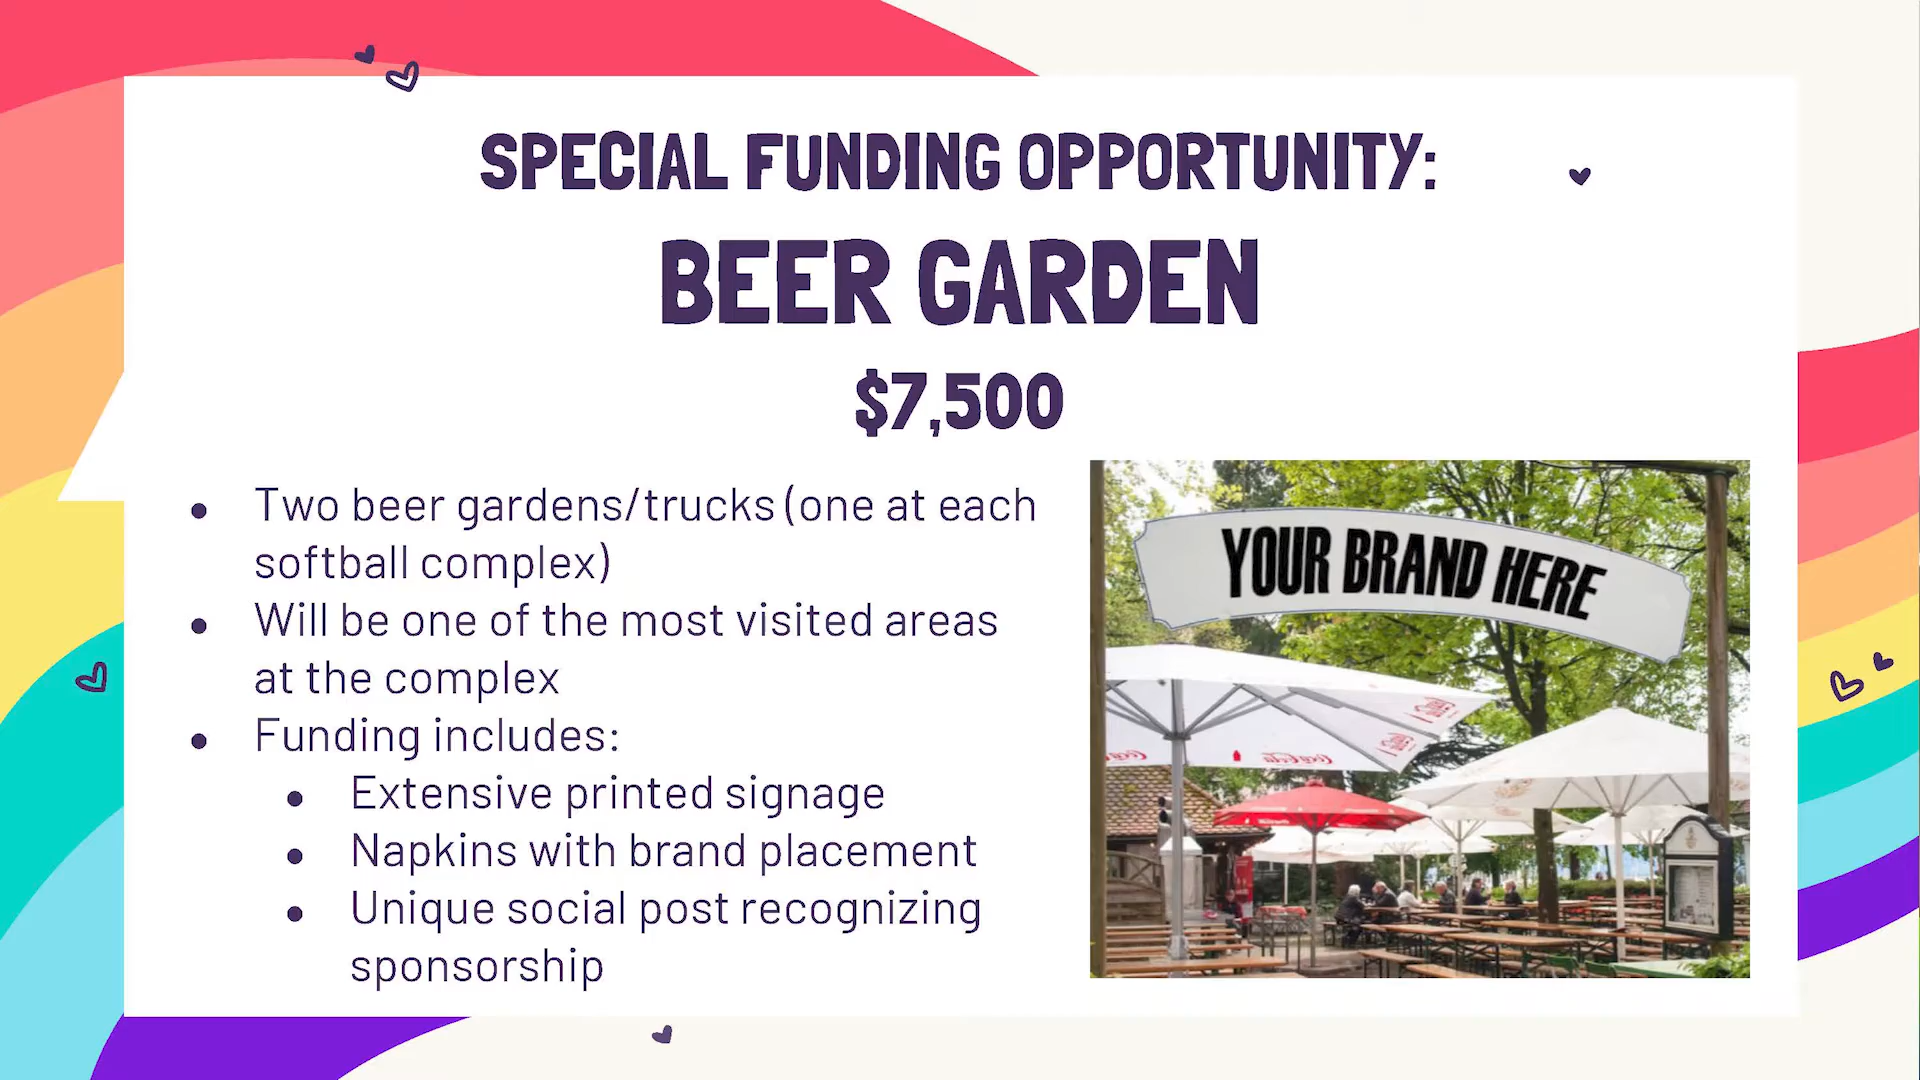 SPECIAL FUNDING OPPORTUNITY:
BEER GARDEN
$7,500
● Two beer gardens/trucks (one at each
softball complex)
● Will be one of the most visited areas
at the complex
● Funding includes:
● Extensive printed signage
● Napkins with brand placement
● Unique social post recognizing
sponsorship
YOUR BRAND HERE
Coca-Cola